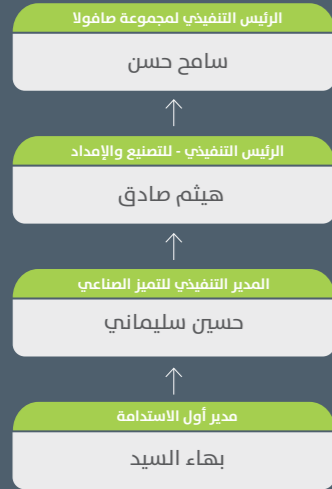 الرئيس التنفيذي لمجموعة صافولا
سامح حسن
الرئيس التنفيذي - للتصنيع والإمداد
هيثم صادق
المدير التنفيذي للتميز الصناعي
حسين سليماني
مدير أول الاستدامة
بهاء السيد